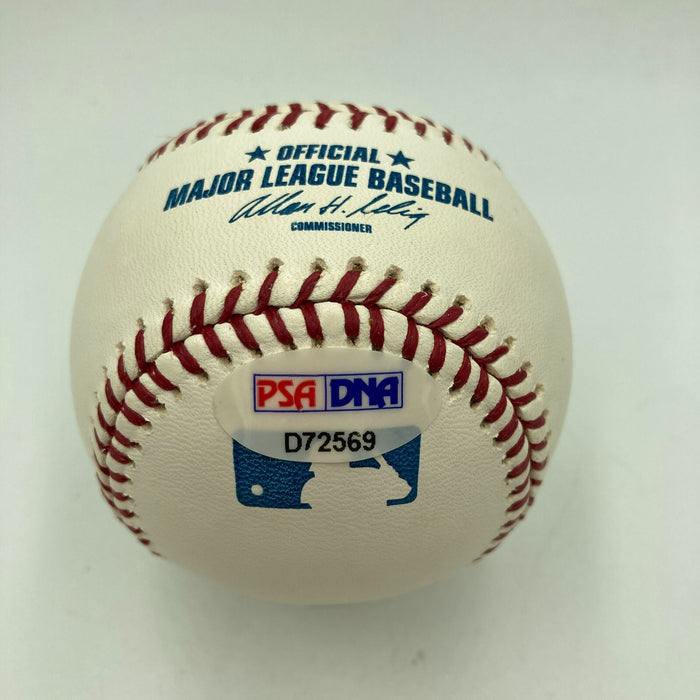 ★ OFFICIAL ★
MAJOR LEAGUE BASEBALL
Allan H. Selig
COMMISSIONER
PSA DNA
D72569